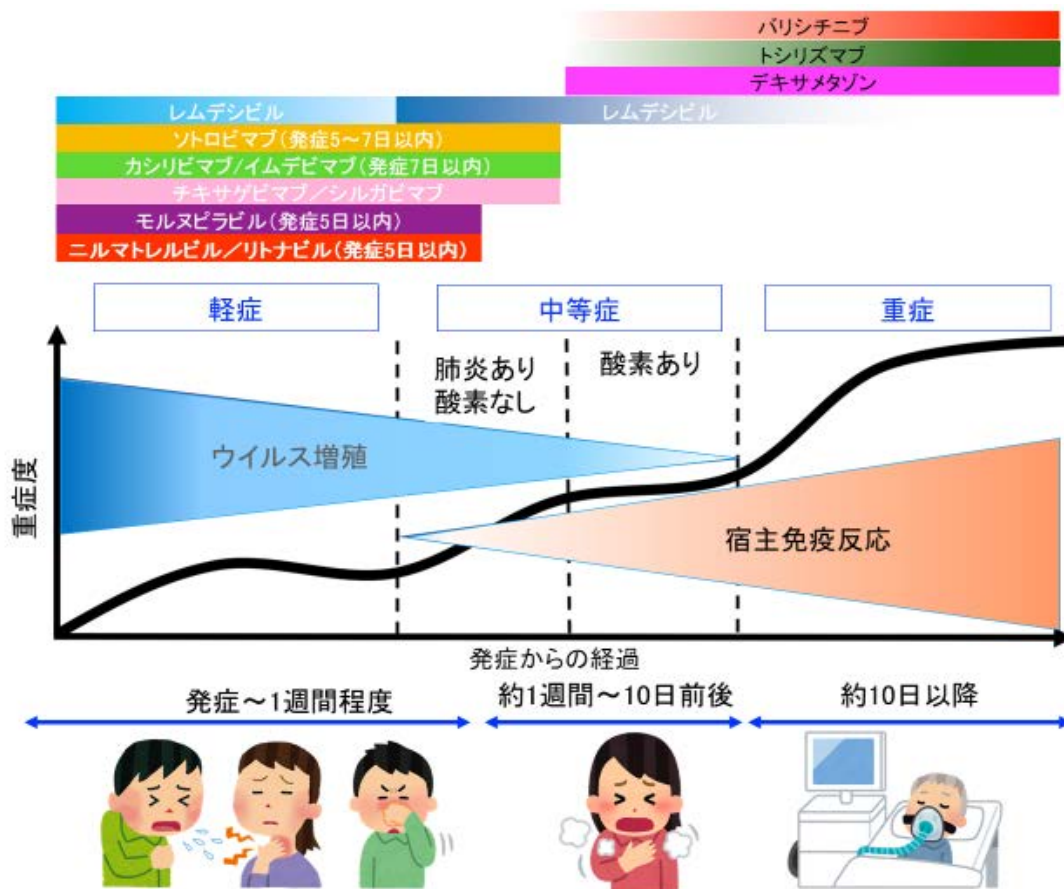 バリシチニブ
トシリズマブ
デキサメタゾン
レムデシビル
レムデシビル
ソトロビマブ(発症5～7日以内)
カシリビマブ/イムデビマブ(発症7日以内)
チキサゲビマブ／シルガビマブ
モルヌピラビル(発症5日以内)
ニルマトレルビル／リトナビル(発症5日以内)
軽症
中等症
重症
肺炎あり
酸素なし
酸素あり
ウイルス増殖
宿主免疫反応
重症度
発症からの経過
発症～1週間程度
約1週間～10日前後
約10日以降